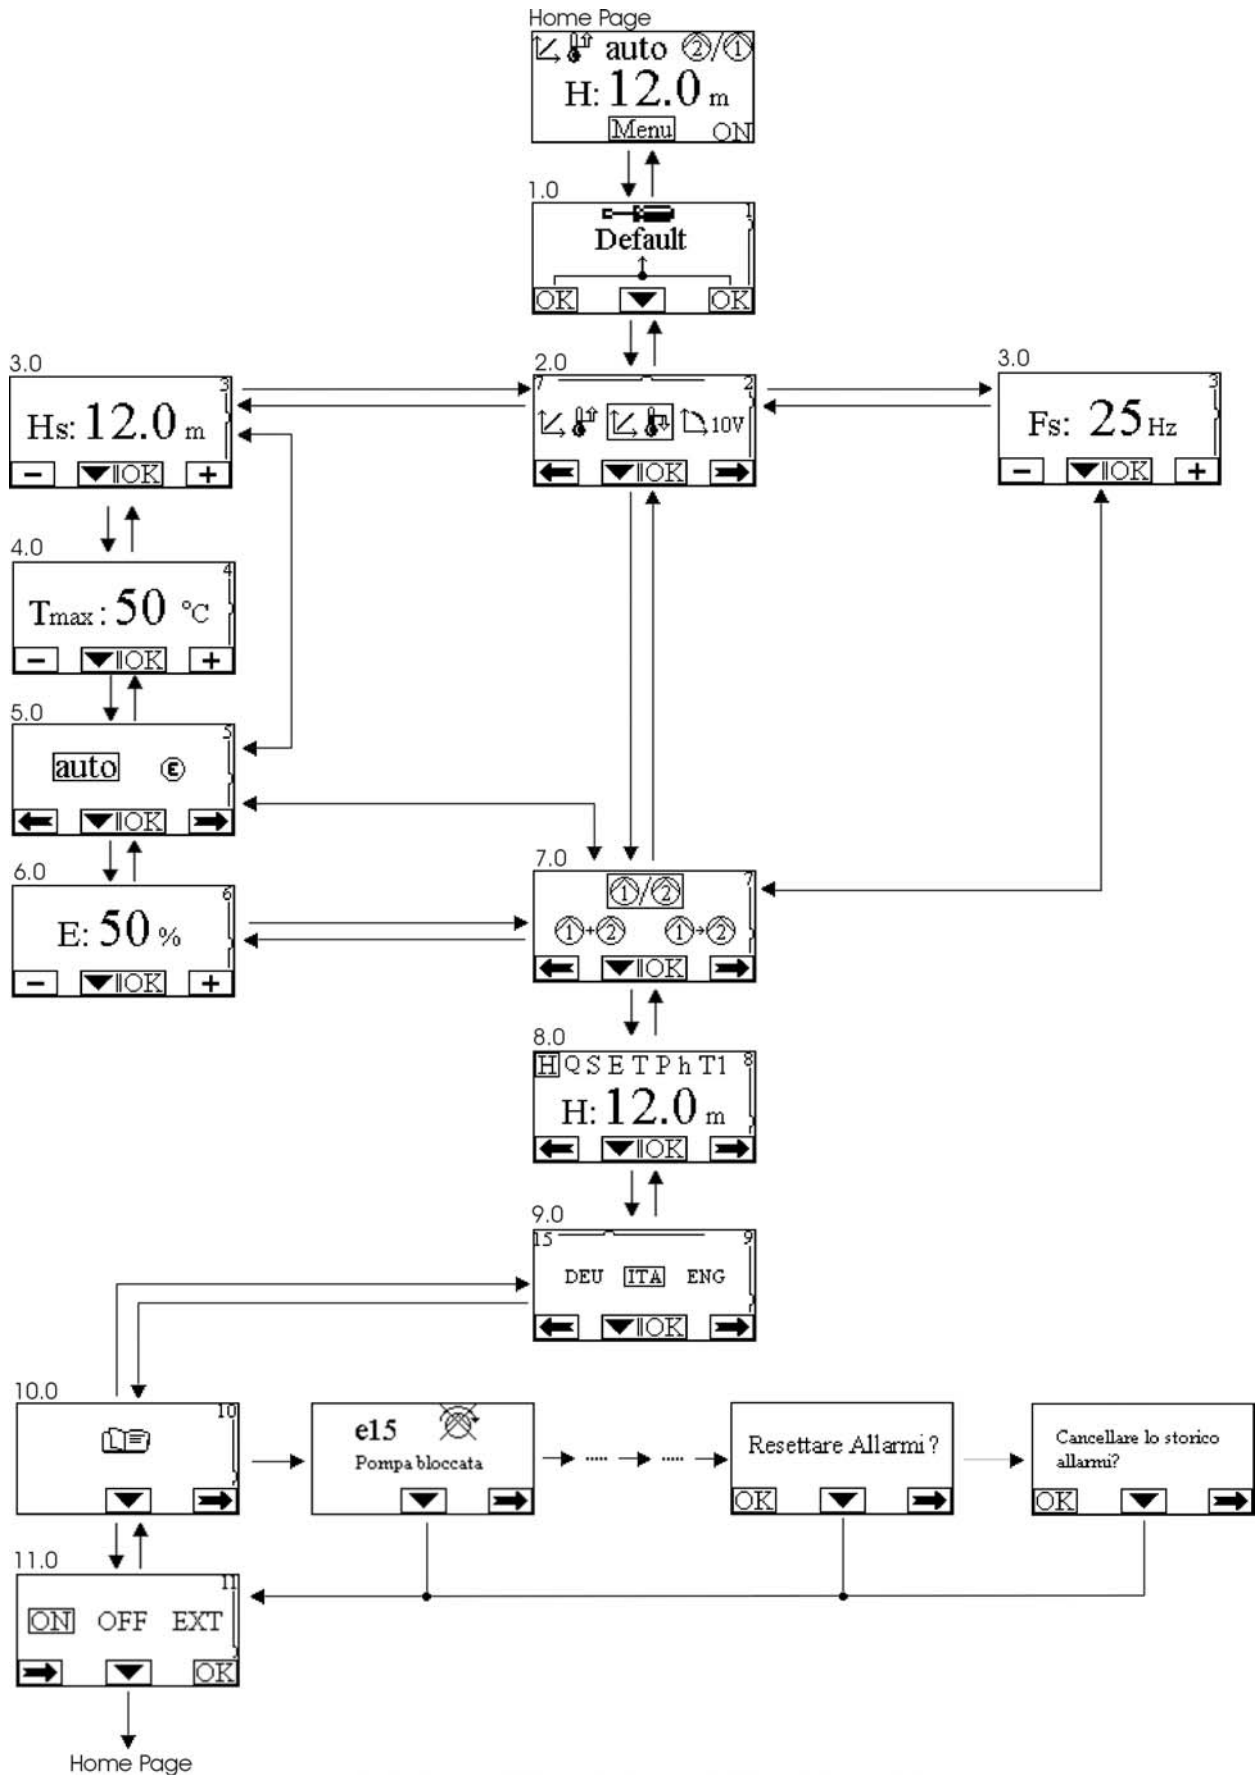 Home Page
auto 2/1
H: 12.0 m
Menu ON
1.0
1
Default
OK OK
3.0
3
Hs: 12.0 m
- OK +
2.0
7 2
10V
OK
3.0
3
Fs: 25 Hz
- OK +
4.0
4
Tmax : 50 °C
- OK +
5.0
5
auto E
OK
6.0
6
E: 50 %
- OK +
7.0
7
1/2
1+2 1→2
OK
8.0
H Q S E T P h T1 8
H: 12.0 m
OK
9.0
15 9
DEU ITA ENG
OK
10.0
10
e15
Pompa bloccata
Resettare Allarmi?
OK
Cancellare lo storico
allarmi?
OK
11.0
11
ON OFF EXT
OK
Home Page